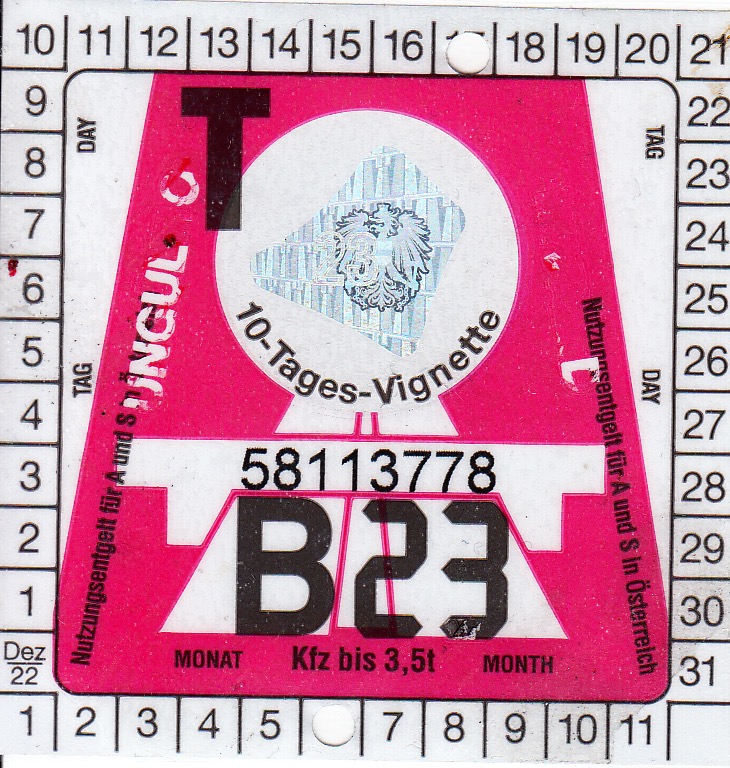 10 11 12 13 14 15 16 18 19 20 21
9
8
7
6
5
4
3
2
1
Dez
22
DAY
TAG
T
23
10-Tages-Vignette
UNGÜL
Nutzungsentgelt für A und S in
58113778
B23
MONAT Kfz bis 3,5t MONTH
TAG
DAY
Nutzungsentgelt für A und S in Österreich
22
23
24
25
26
27
28
29
30
31
1 2 3 4 5 7 8 9 10 11